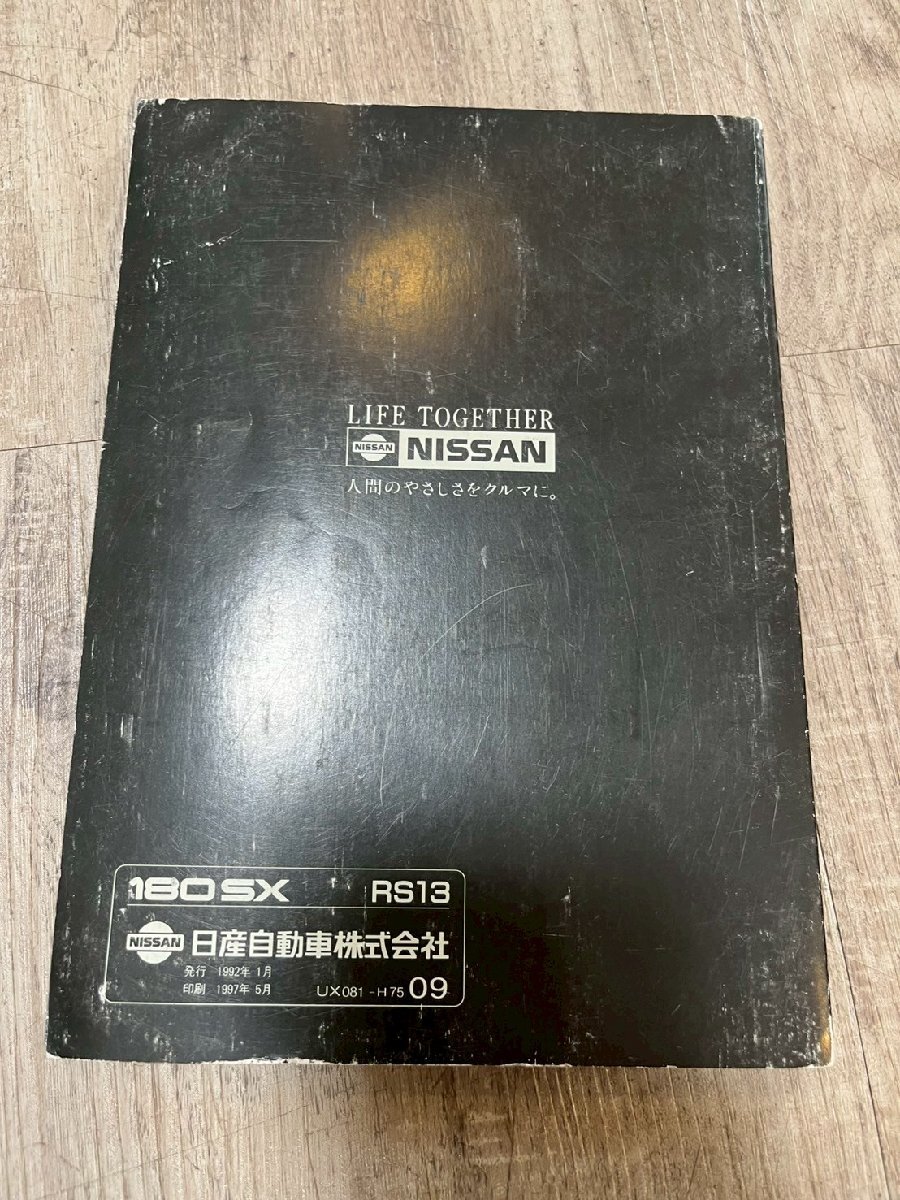 LIFE TOGETHER
NISSAN NISSAN
人間のやさしさをクルマに。
180SX RS13
NISSAN 日産自動車株式会社
発行 1992年 1月
印刷 1997年 5月 UX081-H75 09